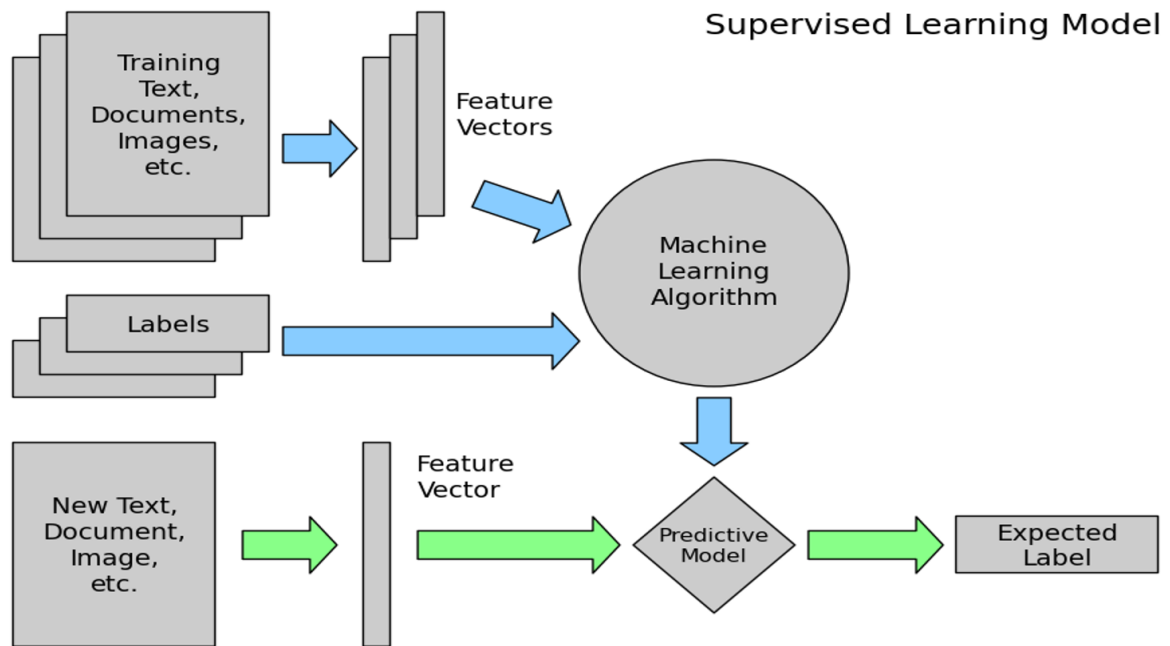 Supervised Learning Model
Training
Text,
Documents,
Images,
etc.
Feature
Vectors
Machine
Learning
Algorithm
Labels
New Text,
Document,
Image,
etc.
Feature
Vector
Predictive
Model
Expected
Label